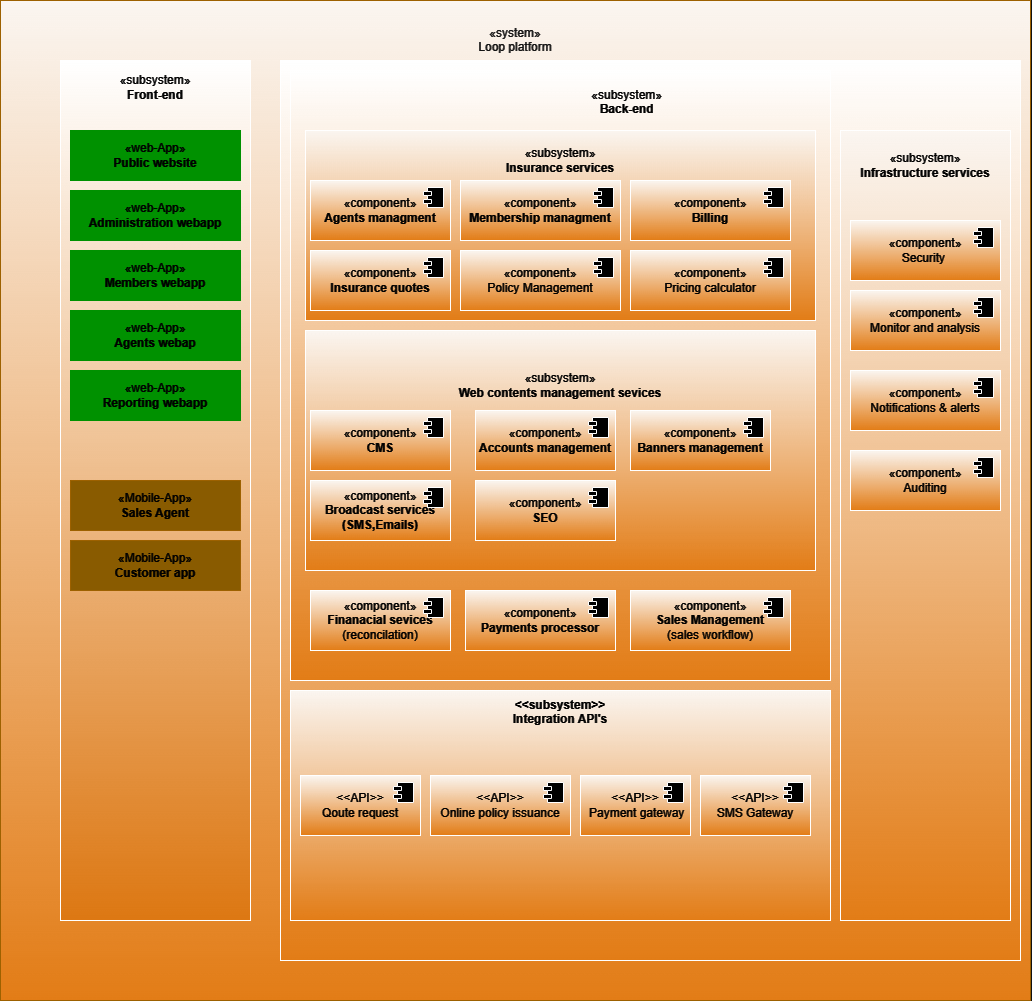 «system»
Loop platform
«subsystem»
Front-end
«web-App»
Public website
«web-App»
Administration webapp
«web-App»
Members webapp
«web-App»
Agents webap
«web-App»
Reporting webapp
«Mobile-App»
Sales Agent
«Mobile-App»
Customer app
«subsystem»
Back-end
«subsystem»
Insurance services
«component»
Agents managment
«component»
Membership managment
«component»
Billing
«component»
Insurance quotes
«component»
Policy Management
«component»
Pricing calculator
«subsystem»
Web contents management sevices
«component»
CMS
«component»
Accounts management
«component»
Banners management
«component»
Broadcast services
(SMS,Emails)
«component»
SEO
«component»
Finanacial sevices
(reconcilation)
«component»
Payments processor
«component»
Sales Management
(sales workflow)
<<subsystem>>
Integration API's
<<API>>
Qoute request
<<API>>
Online policy issuance
<<API>>
Payment gateway
<<API>>
SMS Gateway
«subsystem»
Infrastructure services
«component»
Security
«component»
Monitor and analysis
«component»
Notifications & alerts
«component»
Auditing